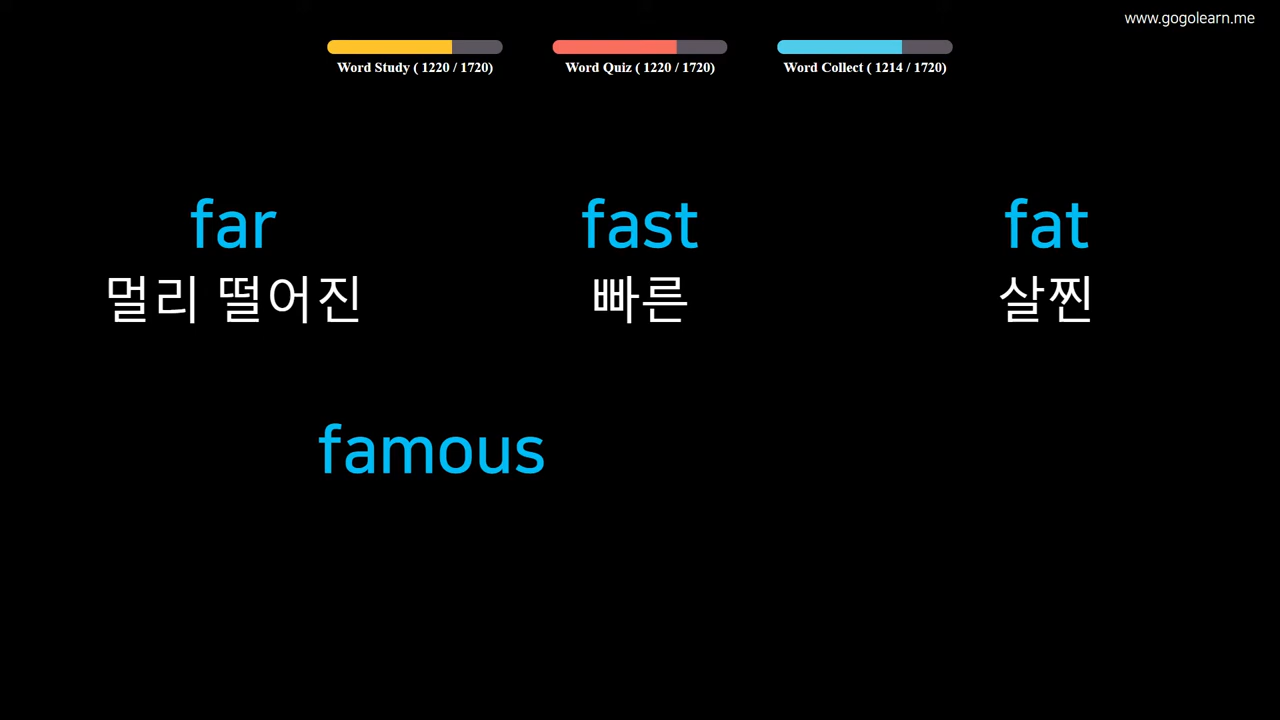 www.gogolearn.me
Word Study ( 1220 / 1720)
Word Quiz ( 1220 / 1720)
Word Collect ( 1214 / 1720)
far
fast
fat
멀리 떨어진
빠른
살찐
famous